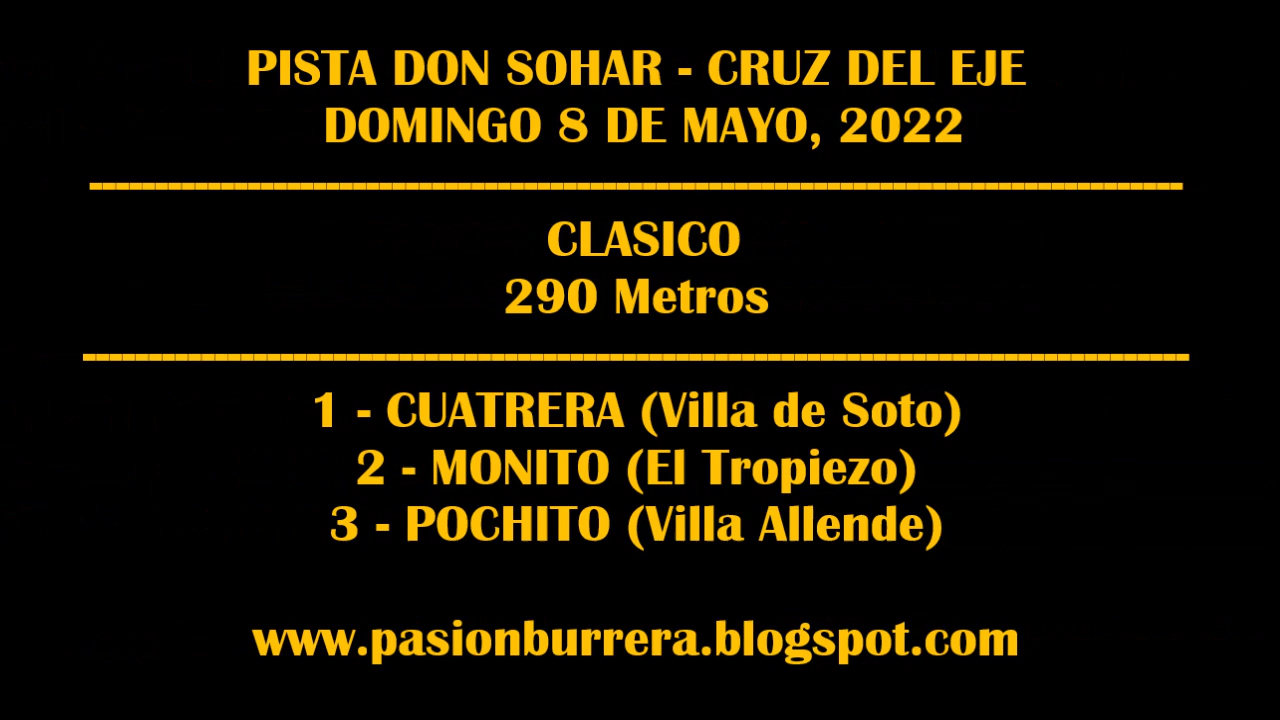 PISTA DON SOHAR - CRUZ DEL EJE
DOMINGO 8 DE MAYO, 2022
CLASICO
290 Metros
1 - CUATRERA (Villa de Soto)
2 - MONITO (El Tropiezo)
3 - POCHITO (Villa Allende)
www.pasionburrera.blogspot.com